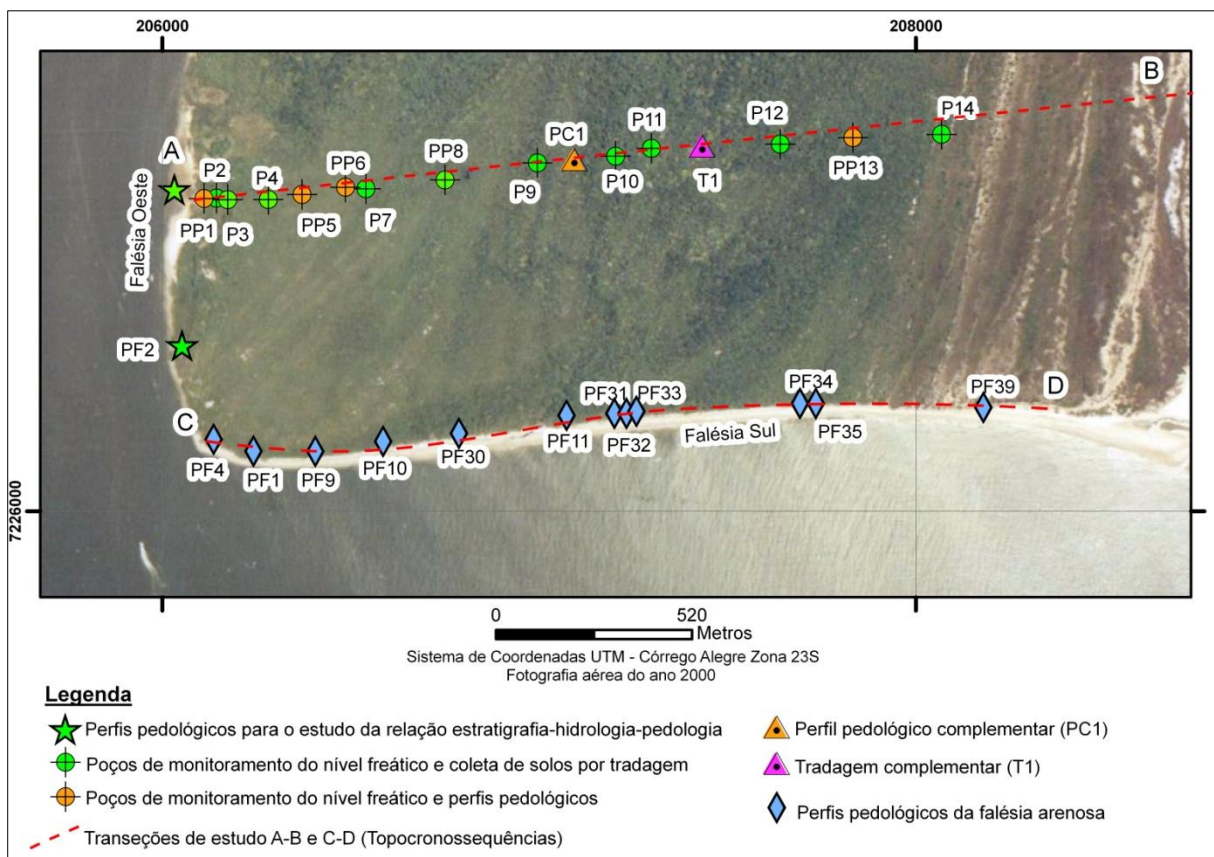 206000
208000
B
P14
P12
P11
PC1
PP8
PP6
P2
A
P4
PP13
T1
P10
P9
P7
PP5
P3
PP1
Falésia Oeste
PF2
C
PF31
PF33
PF34
PF39
D
PF11
PF32
Falésia Sul
PF35
PF30
PF10
PF9
PF1
PF4
7226000
0
520
Metros
Sistema de Coordenadas UTM - Córrego Alegre Zona 23S
Fotografia aérea do ano 2000
Legenda
Perfis pedológicos para o estudo da relação estratigrafia-hidrologia-pedologia
Poços de monitoramento do nível freático e coleta de solos por tradagem
Poços de monitoramento do nível freático e perfis pedológicos
Transeções de estudo A-B e C-D (Topocronossequências)
Perfil pedológico complementar (PC1)
Tradagem complementar (T1)
Perfis pedológicos da falésia arenosa